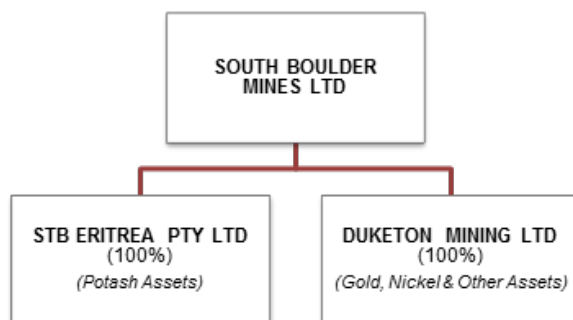 SOUTH BOULDER
MINES LTD
STB ERITREA PTY LTD
(100%)
(Potash Assets)
DUKETON MINING LTD
(100%)
(Gold, Nickel & Other Assets)